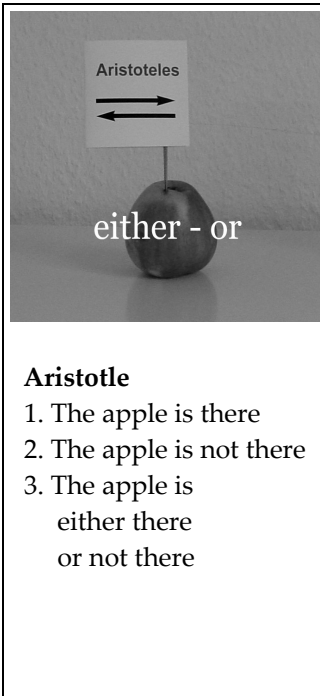 Aristoteles
either - or
Aristotle
1. The apple is there
2. The apple is not there
3. The apple is
either there
or not there